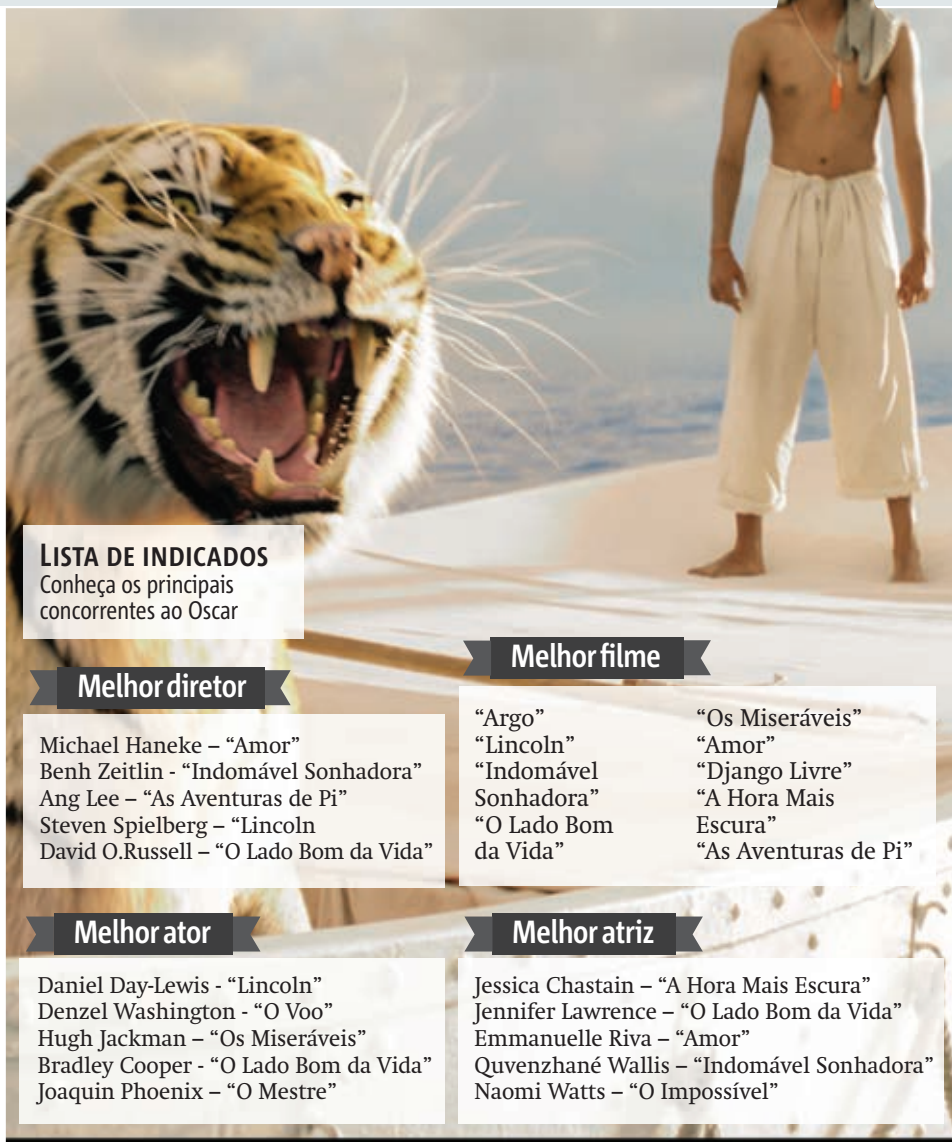 LISTA DE INDICADOS
Conheça os principais
concorrentes ao Oscar
Melhor diretor
Michael Haneke – “Amor”
Benh Zeitlin - “Indomável Sonhadora”
Ang Lee – “As Aventuras de Pi”
Steven Spielberg – “Lincoln
David O.Russell – “O Lado Bom da Vida”
Melhor filme
“Argo”
“Lincoln”
“Indomável
Sonhadora”
“O Lado Bom
da Vida”
“Os Miseráveis”
“Amor”
“Django Livre”
“A Hora Mais
Escura”
“As Aventuras de Pi”
Melhor ator
Daniel Day-Lewis - “Lincoln”
Denzel Washington - “O Voo”
Hugh Jackman – “Os Miseráveis”
Bradley Cooper - “O Lado Bom da Vida”
Joaquin Phoenix – “O Mestre”
Melhor atriz
Jessica Chastain – “A Hora Mais Escura”
Jennifer Lawrence – “O Lado Bom da Vida”
Emmanuelle Riva – “Amor”
Quvenzhané Wallis – “Indomável Sonhadora”
Naomi Watts – “O Impossível”